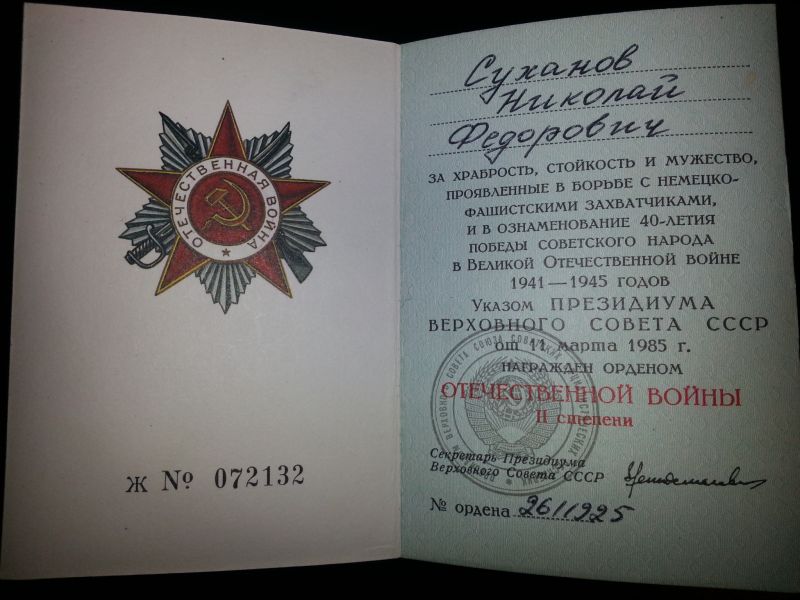 ОТЕЧЕСТВЕННАЯ ВОЙНА
Ж № 072132
Суханов
Николай
Федорович
ЗА ХРАБРОСТЬ, СТОЙКОСТЬ И МУЖЕСТВО,
ПРОЯВЛЕННЫЕ В БОРЬБЕ С НЕМЕЦКО-
ФАШИСТСКИМИ ЗАХВАТЧИКАМИ,
И В ОЗНАМЕНОВАНИЕ 40-ЛЕТИЯ
ПОБЕДЫ СОВЕТСКОГО НАРОДА
В ВЕЛИКОЙ ОТЕЧЕСТВЕННОЙ ВОЙНЕ
1941—1945 ГОДОВ
УКАЗОМ ПРЕЗИДИУМА
ВЕРХОВНОГО СОВЕТА СССР
от 11 марта 1985 г.
НАГРАЖДЕН ОРДЕНОМ
ОТЕЧЕСТВЕННОЙ ВОЙНЫ
II степени
Секретарь Президиума
Верховного Совета СССР
№ ордена 2611925